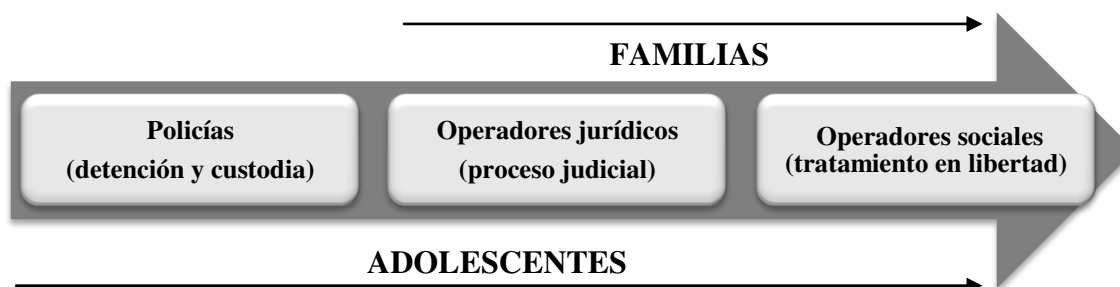 FAMILIAS
Policías
(detención y custodia)
Operadores jurídicos
(proceso judicial)
Operadores sociales
(tratamiento en libertad)
ADOLESCENTES